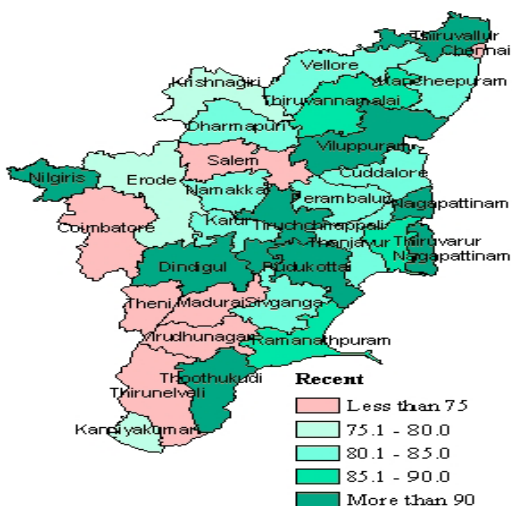 Thiruvallur
Chennai
Vellore
Kancheepuram
Krishnagiri
Thiruvannamalai
Dharmapuri
Viluppuram
Salem
Cuddalore
Nilgiris
Erode
Namakkal
Perambalur
Nagapattinam
Coimbatore
Karur
Tiruchchirappalli
Thanjavur
Thiruvarur
Nagapattinam
Dindigul
Pudukottai
Theni
Madurai
Sivganga
Virudhunagar
Ramanathpuram
Thoothukudi
Thirunelveli
Kanniyakumari
Recent
Less than 75
75.1 - 80.0
80.1 - 85.0
85.1 - 90.0
More than 90